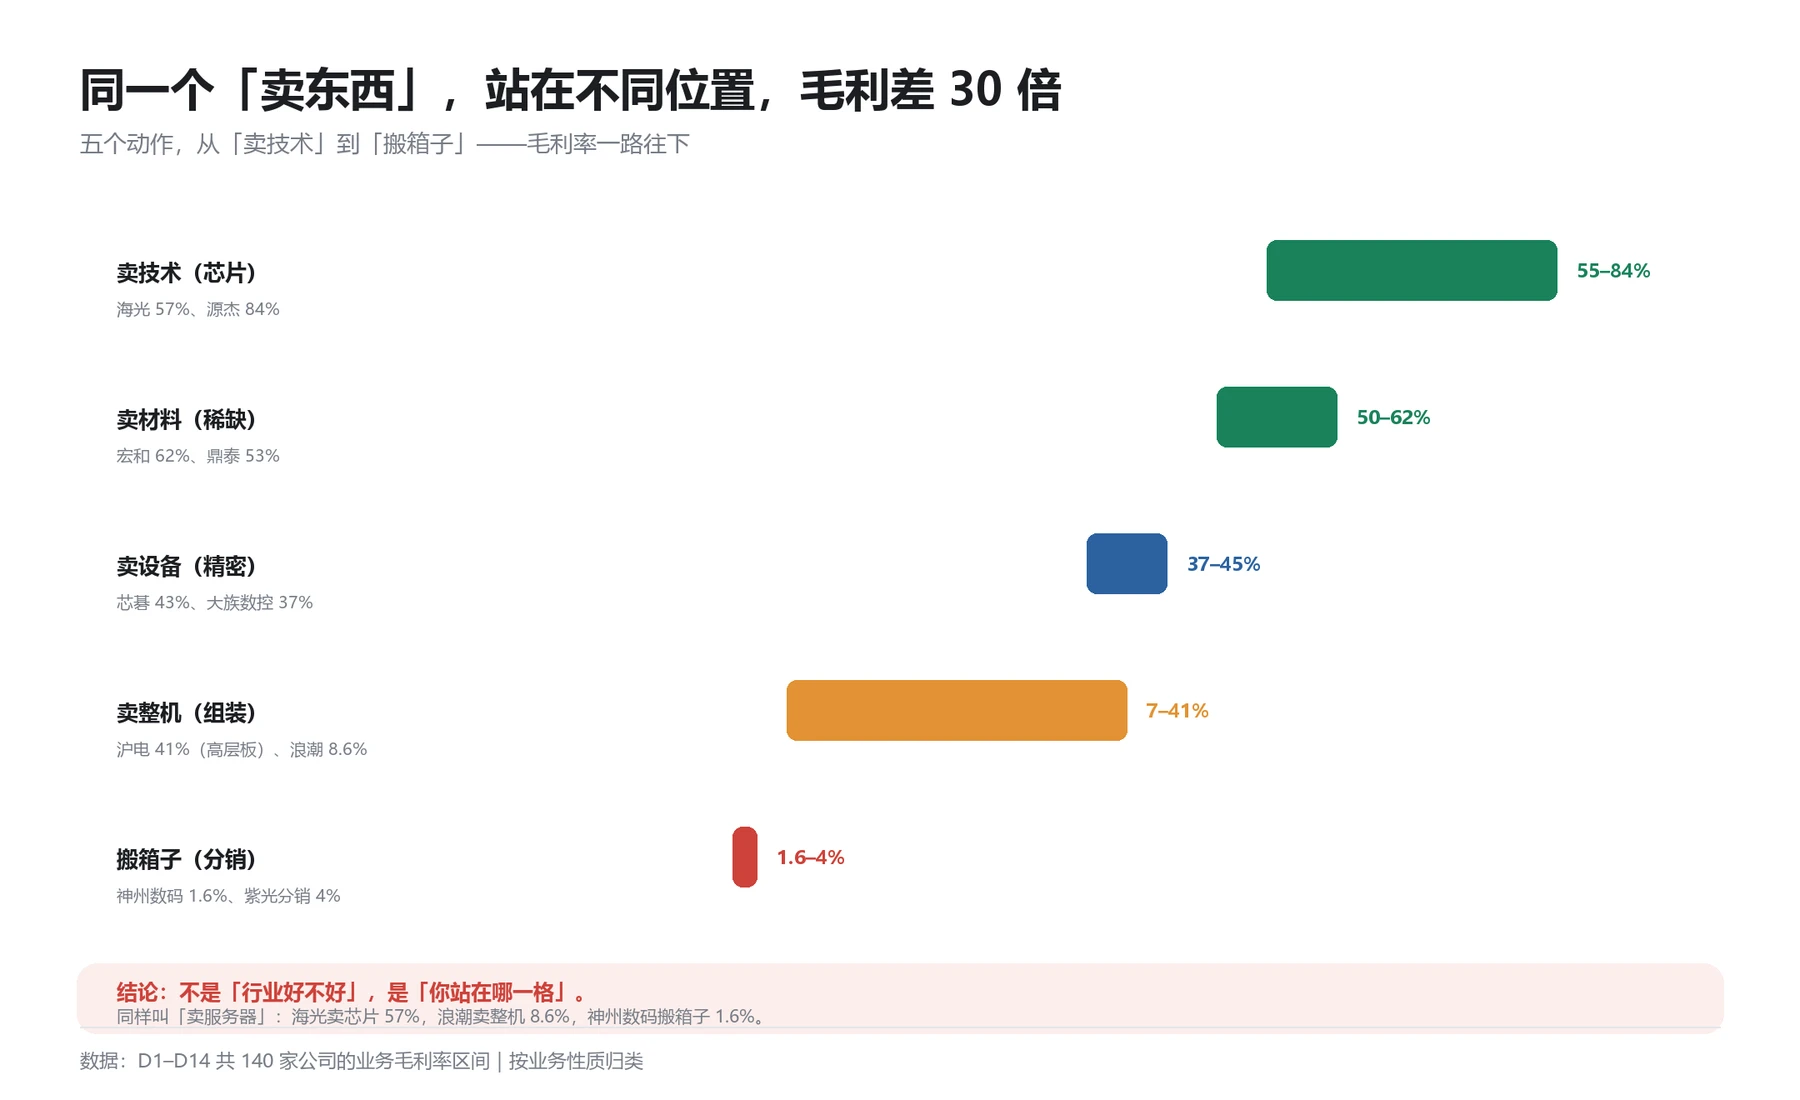 同一个「卖东西」，站在不同位置，毛利差 30 倍
五个动作，从「卖技术」到「搬箱子」——毛利率一路往下
卖技术（芯片）
海光 57%、源杰 84%
55–84%
卖材料（稀缺）
宏和 62%、鼎泰 53%
50–62%
卖设备（精密）
芯碁 43%、大族数控 37%
37–45%
卖整机（组装）
沪电 41%（高层板）、浪潮 8.6%
7–41%
搬箱子（分销）
神州数码 1.6%、紫光分销 4%
1.6–4%
结论：不是「行业好不好」，是「你站在哪一格」。
同样叫「卖服务器」：海光卖芯片 57%，浪潮卖整机 8.6%，神州数码搬箱子 1.6%。
数据：D1–D14 共 140 家公司的业务毛利率区间 | 按业务性质归类